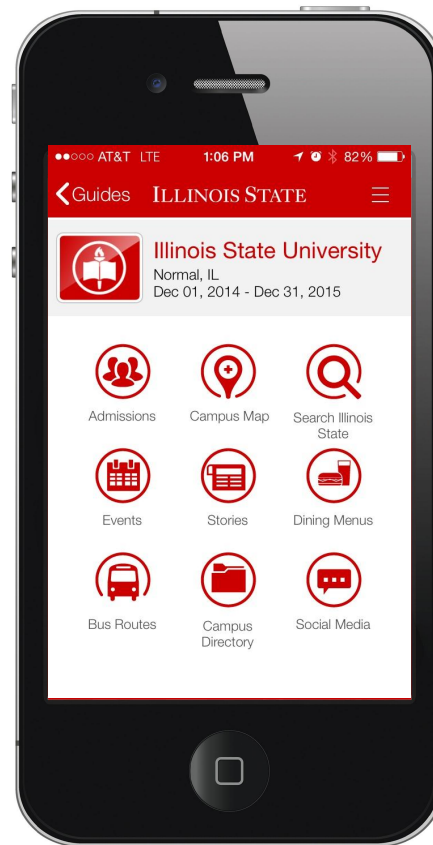 AT&T LTE 1:06 PM 82%
Guides ILLINOIS STATE
Illinois State University
Normal, IL
Dec 01, 2014 - Dec 31, 2015
Admissions Campus Map Search Illinois
State
Events Stories Dining Menus
Bus Routes Campus Social Media
Directory